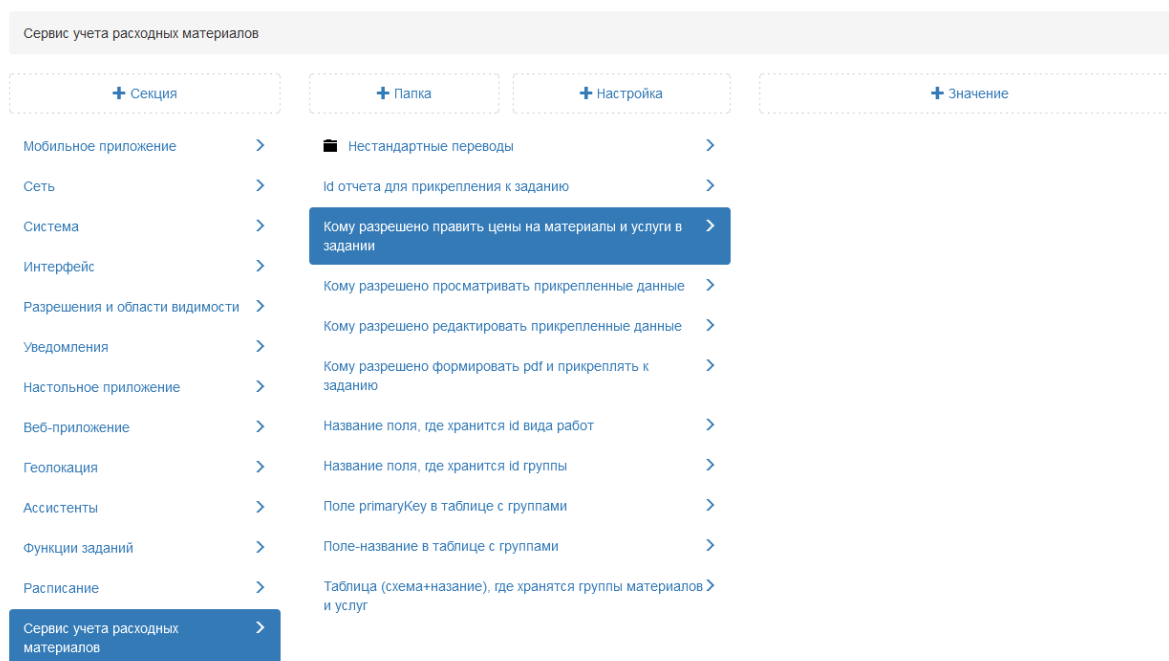 Сервис учета расходных материалов
Секция
Папка
Настройка
Значение
Мобильное приложение
Сеть
Система
Интерфейс
Разрешения и области видимости
Уведомления
Настольное приложение
Веб-приложение
Геолокация
Ассистенты
Функции заданий
Расписание
Сервис учета расходных
материалов
Нестандартные переводы
Id отчета для прикрепления к заданию
Кому разрешено править цены на материалы и услуги в
задании
Кому разрешено просматривать прикрепленные данные
Кому разрешено редактировать прикрепленные данные
Кому разрешено формировать pdf и прикреплять к
заданию
Название поля, где хранится id вида работ
Название поля, где хранится id группы
Поле primaryKey в таблице с группами
Поле-название в таблице с группами
Таблица (схема+назание), где хранятся группы материалов
и услуг